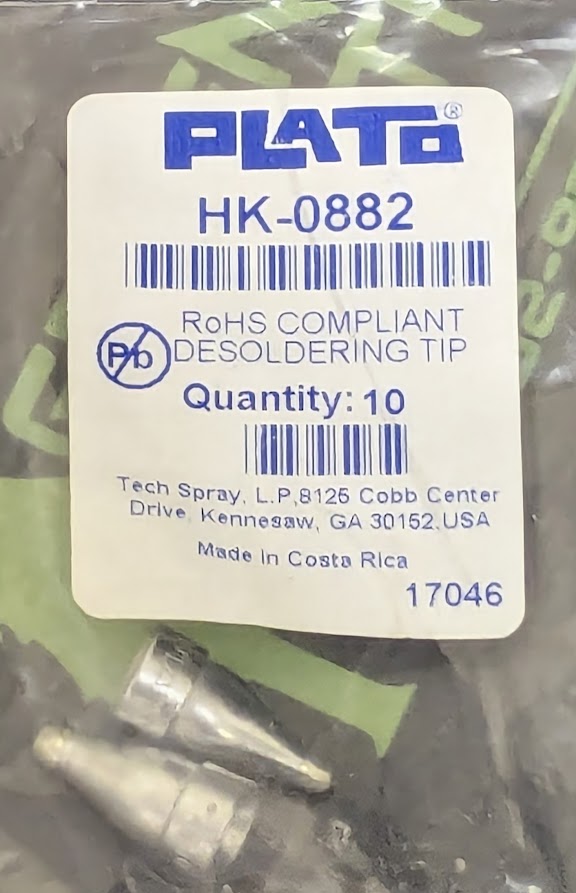 PLATO®
HK-0882
RoHS COMPLIANT
Pb
DESOLDERING TIP
Quantity: 10
Tech Spray, L.P,8125 Cobb Center
Drive, Kennesaw, GA 30152.USA
Made in Costa Rica
17046